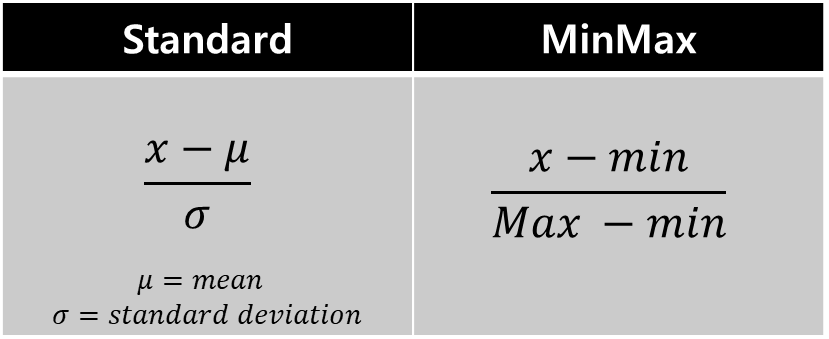 Standard
MinMax
x − μ
σ
μ = mean
σ = standard deviation
x − min
Max − min